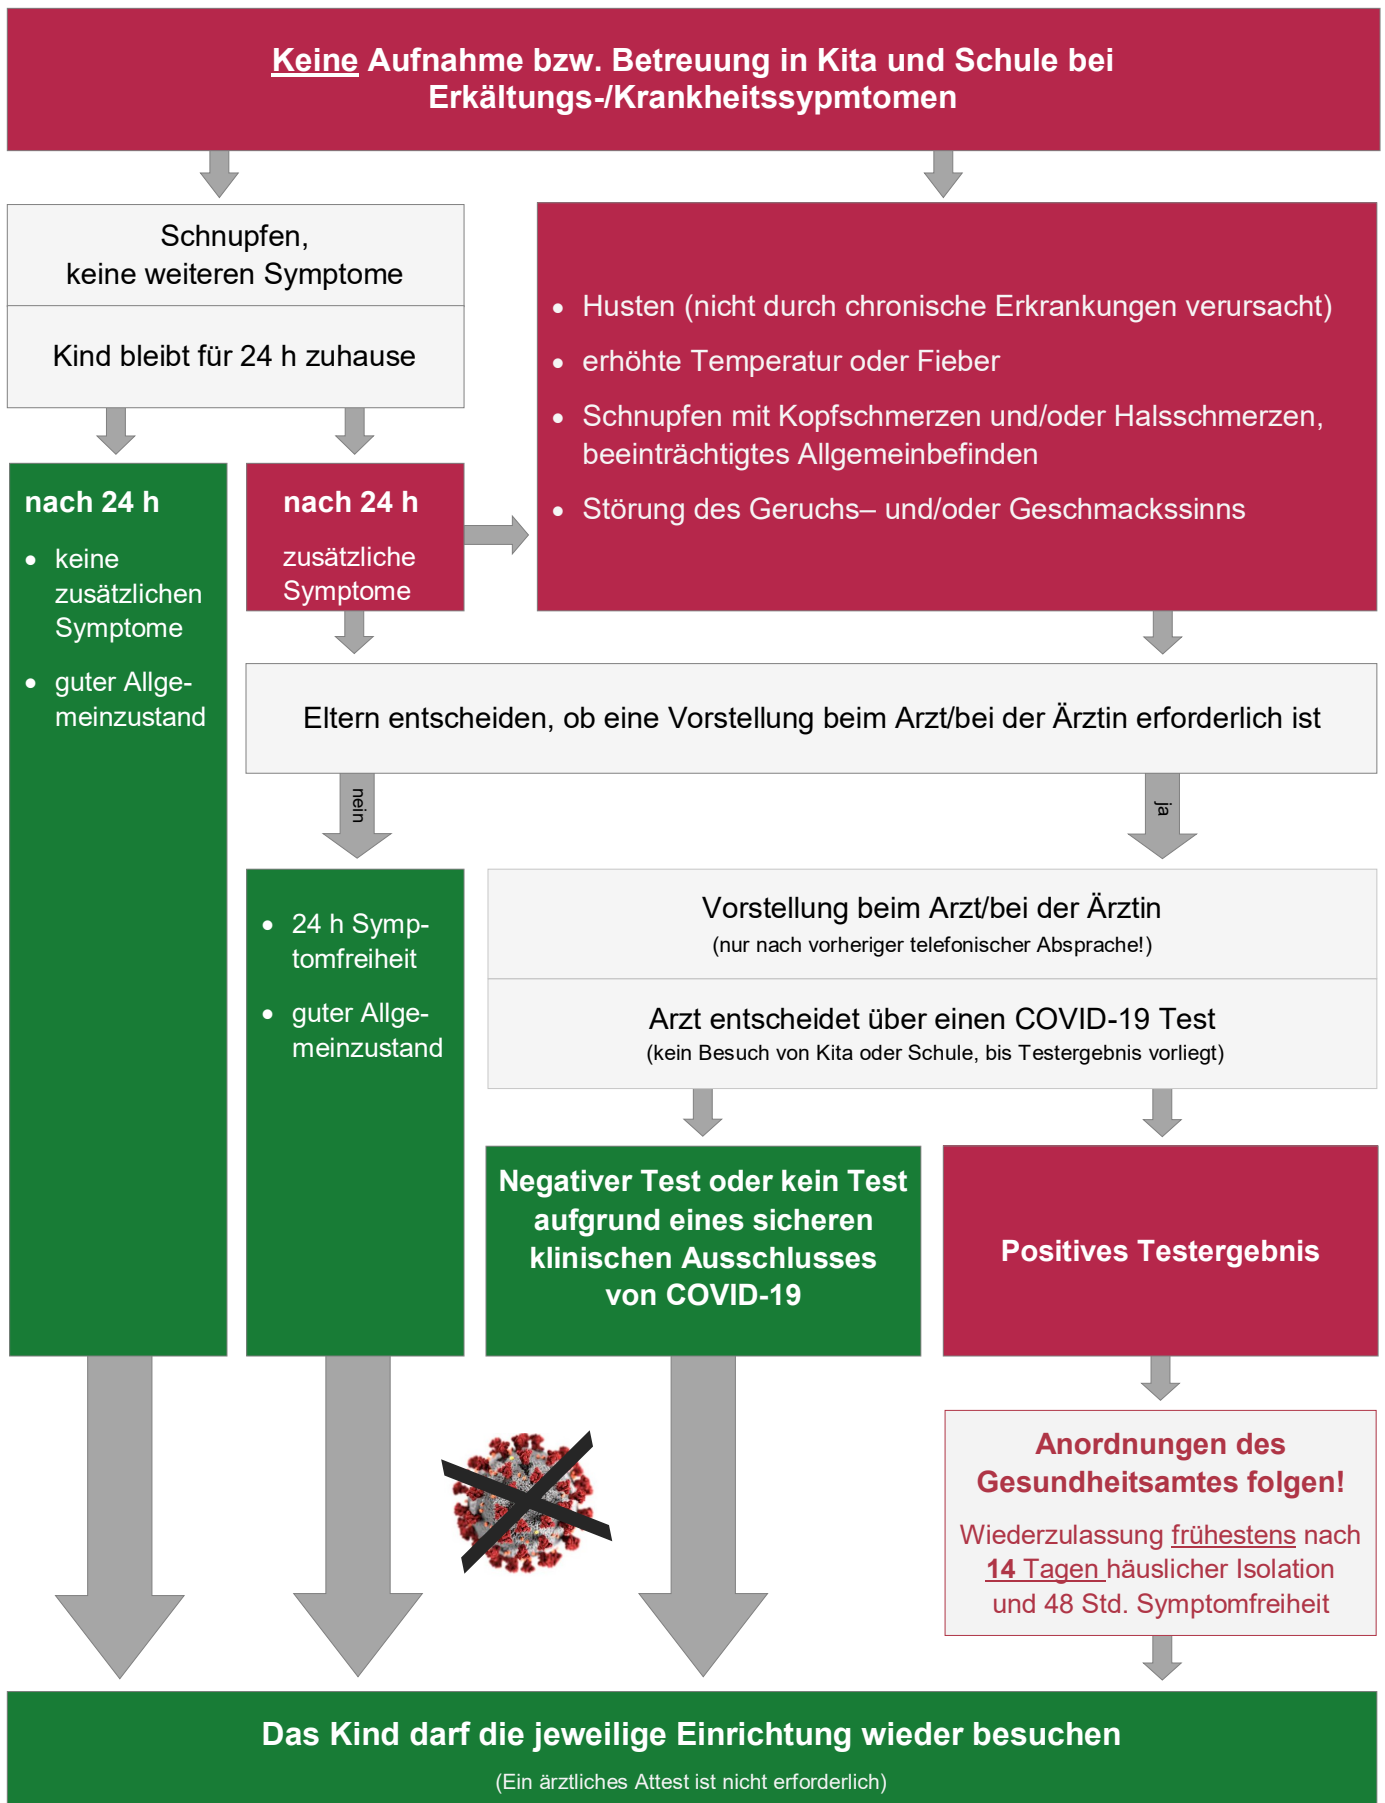 Keine Aufnahme bzw. Betreuung in Kita und Schule bei
Erkältungs-/Krankheitssypmtomen
Schnupfen,
keine weiteren Symptome
Kind bleibt für 24 h zuhause
• Husten (nicht durch chronische Erkrankungen verursacht)
• erhöhte Temperatur oder Fieber
• Schnupfen mit Kopfschmerzen und/oder Halsschmerzen,
beeinträchtigtes Allgemeinbefinden
• Störung des Geruchs– und/oder Geschmackssinns
nach 24 h
• keine
zusätzlichen
Symptome
• guter Allge-
meinzustand
nach 24 h
zusätzliche
Symptome
Eltern entscheiden, ob eine Vorstellung beim Arzt/bei der Ärztin erforderlich ist
nein
ja
• 24 h Symp-
tomfreiheit
• guter Allge-
meinzustand
Vorstellung beim Arzt/bei der Ärztin
(nur nach vorheriger telefonischer Absprache!)
Arzt entscheidet über einen COVID-19 Test
(kein Besuch von Kita oder Schule, bis Testergebnis vorliegt)
Negativer Test oder kein Test
aufgrund eines sicheren
klinischen Ausschlusses
von COVID-19
Positives Testergebnis
Anordnungen des
Gesundheitsamtes folgen!
Wiederzulassung frühestens nach
14 Tagen häuslicher Isolation
und 48 Std. Symptomfreiheit
Das Kind darf die jeweilige Einrichtung wieder besuchen
(Ein ärztliches Attest ist nicht erforderlich)